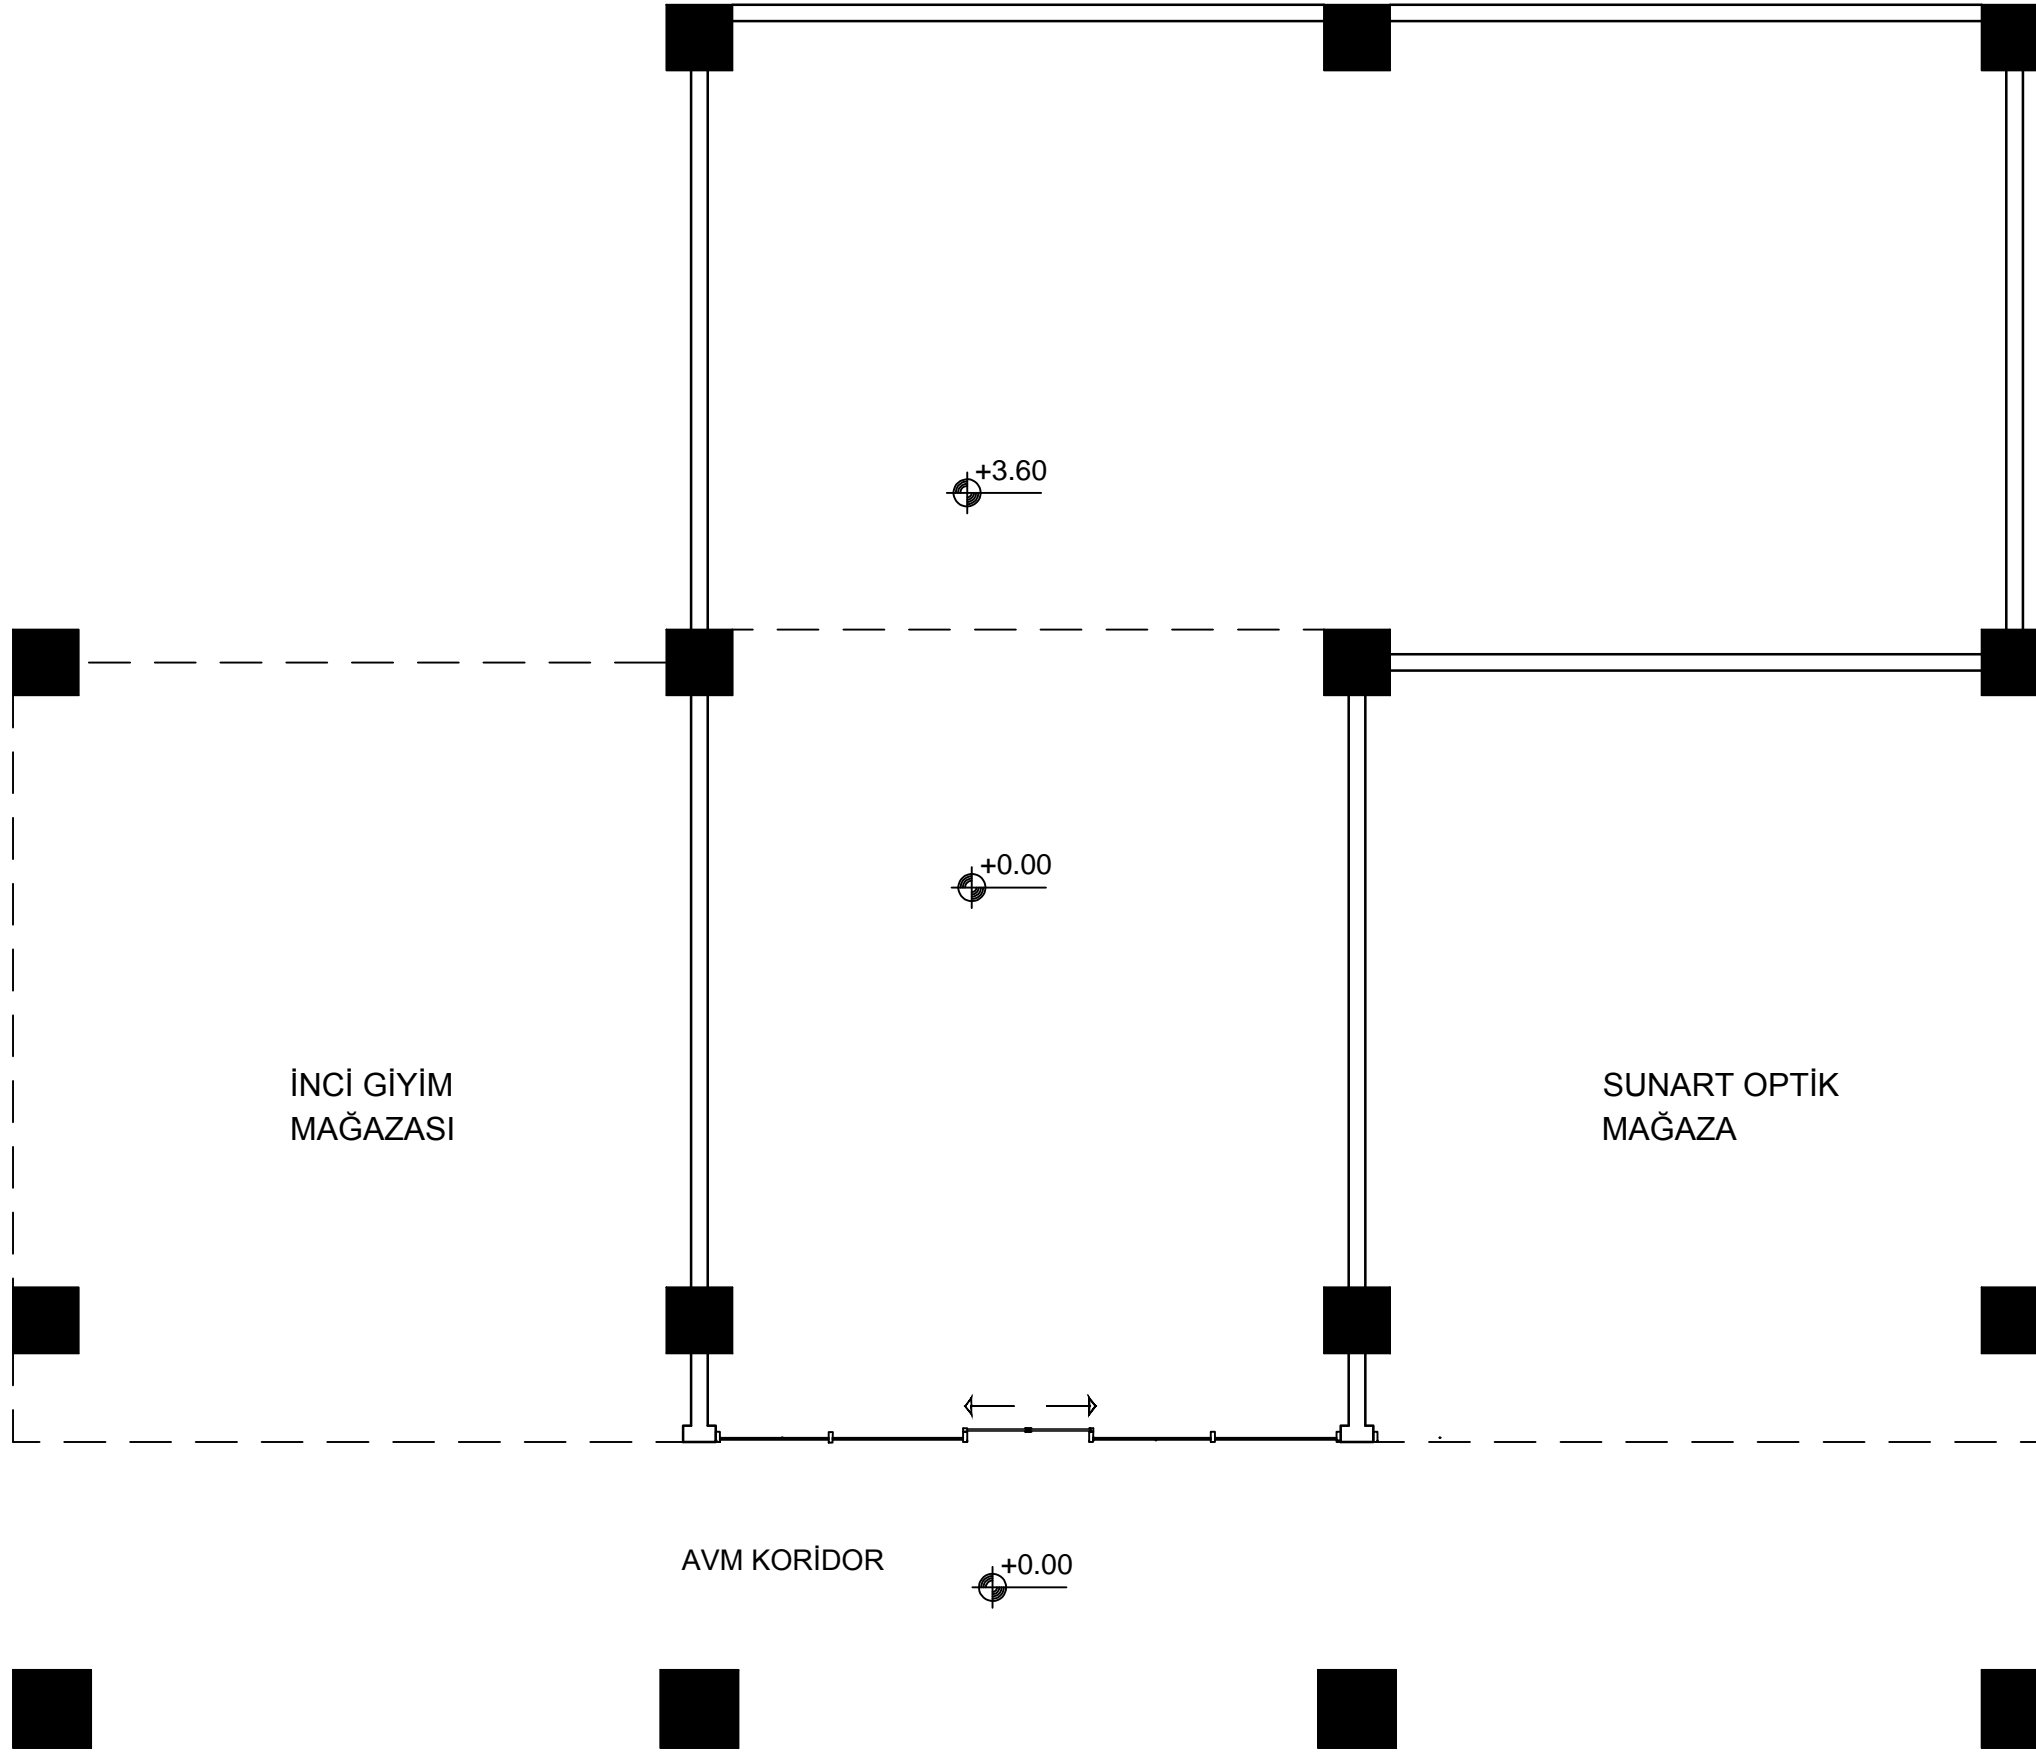 +3.60
+0.00
İNCİ GİYİM
MAĞAZASI
SUNART OPTİK
MAĞAZA
AVM KORİDOR
+0.00